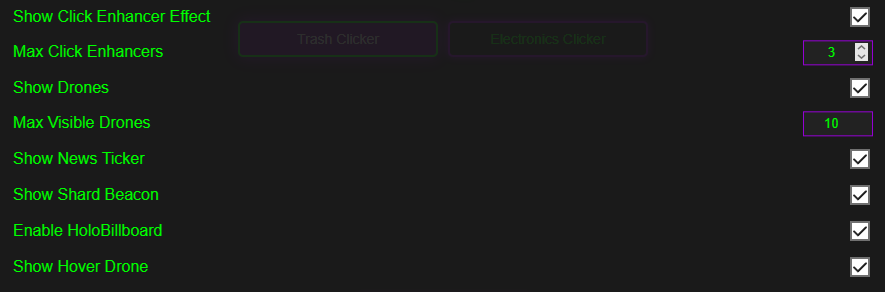 Show Click Enhancer Effect
Trash Clicker Electronics Clicker
Max Click Enhancers 3
Show Drones
Max Visible Drones 10
Show News Ticker
Show Shard Beacon
Enable HoloBillboard
Show Hover Drone